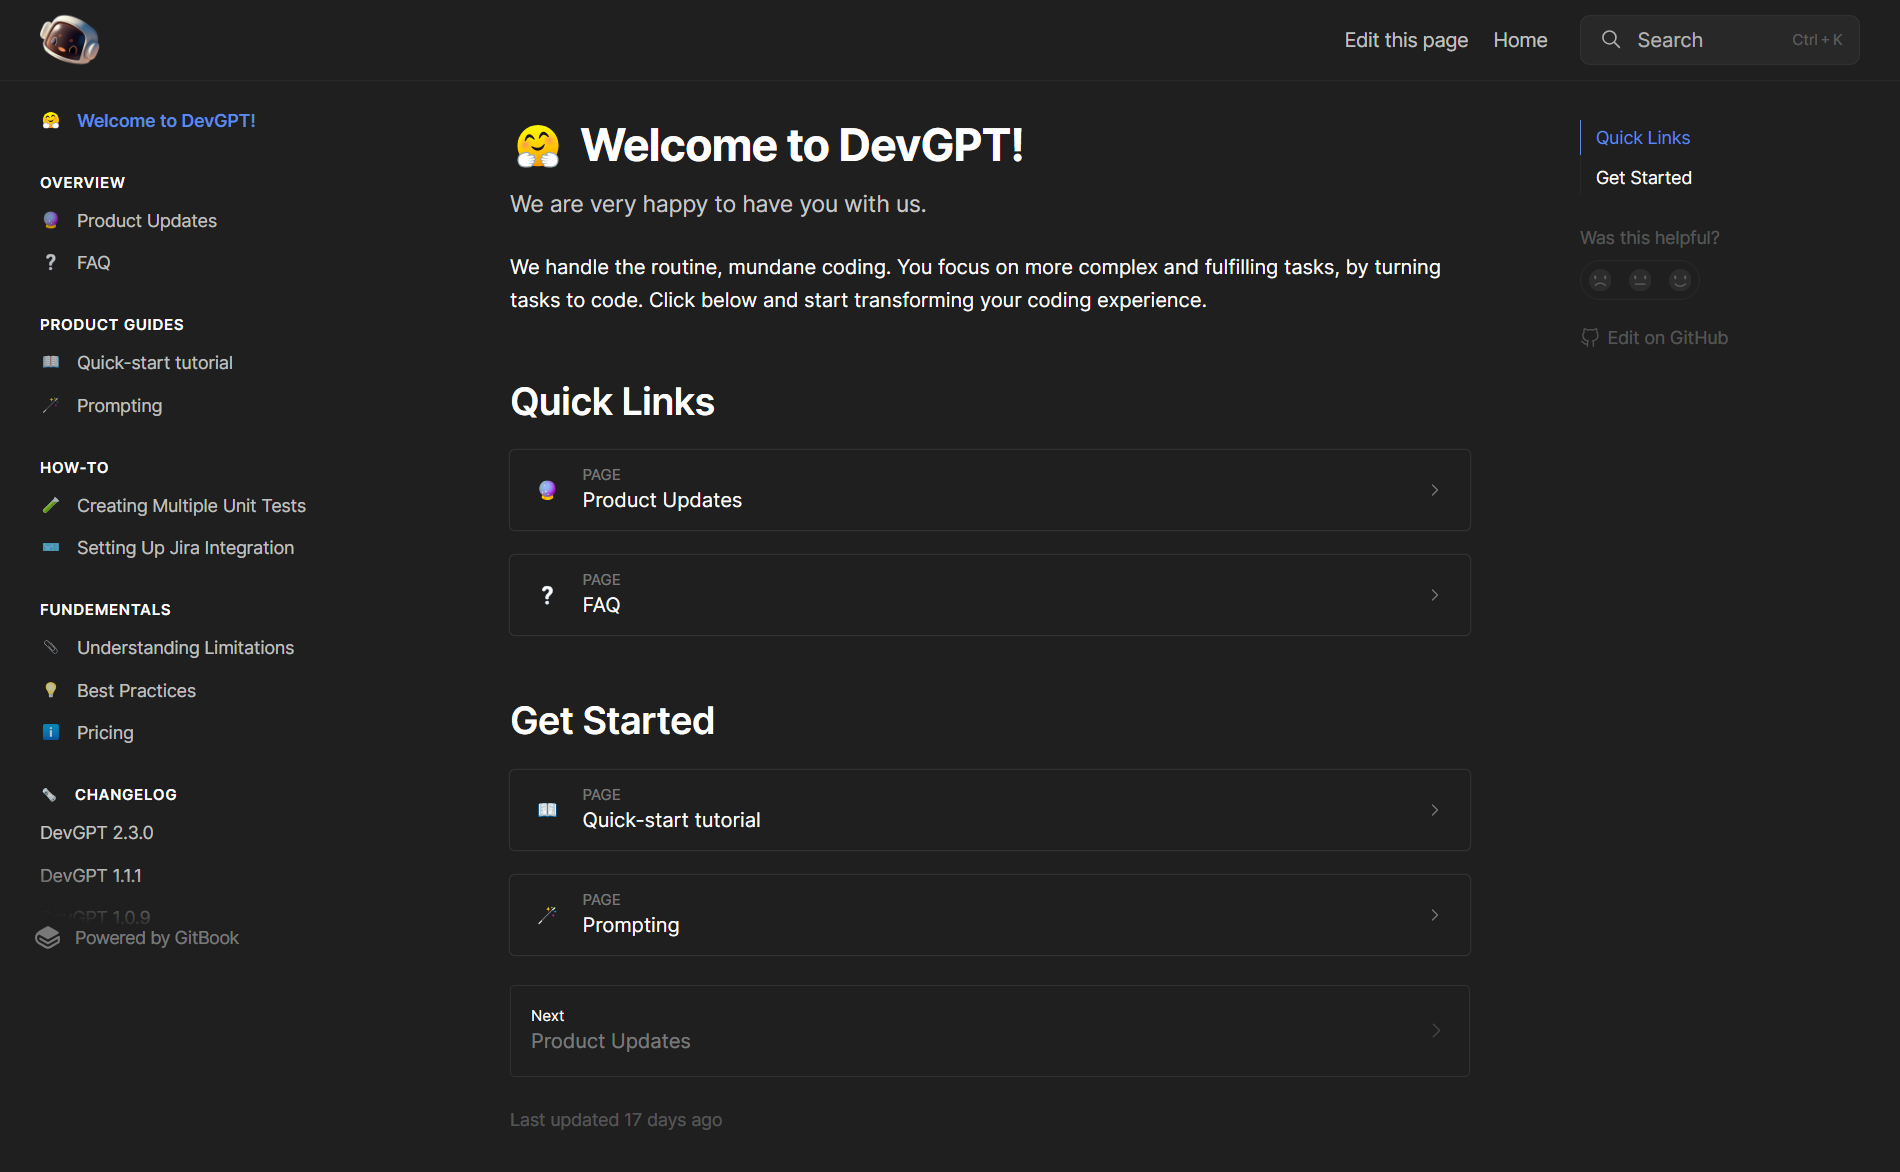 Edit this page
Home
Search
Ctrl + K
Welcome to DevGPT!
OVERVIEW
Product Updates
FAQ
PRODUCT GUIDES
Quick-start tutorial
Prompting
HOW-TO
Creating Multiple Unit Tests
Setting Up Jira Integration
FUNDEMENTALS
Understanding Limitations
Best Practices
Pricing
CHANGELOG
DevGPT 2.3.0
DevGPT 1.1.1
DevGPT 1.0.9
Powered by GitBook
Welcome to DevGPT!
We are very happy to have you with us.
We handle the routine, mundane coding. You focus on more complex and fulfilling tasks, by turning
tasks to code. Click below and start transforming your coding experience.
Quick Links
PAGE
Product Updates
PAGE
FAQ
Get Started
PAGE
Quick-start tutorial
PAGE
Prompting
Next
Product Updates
Last updated 17 days ago
Quick Links
Get Started
Was this helpful?
Edit on GitHub